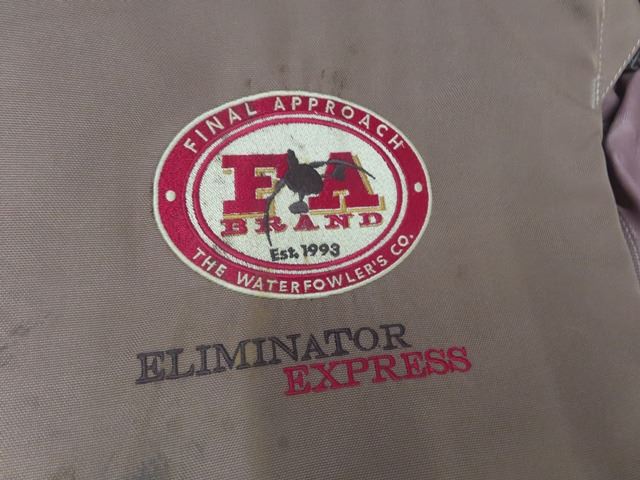 FINAL APPROACH
FA
BRAND
Est. 1993
THE WATERFOWLER'S CO.
ELIMINATOR
EXPRESS